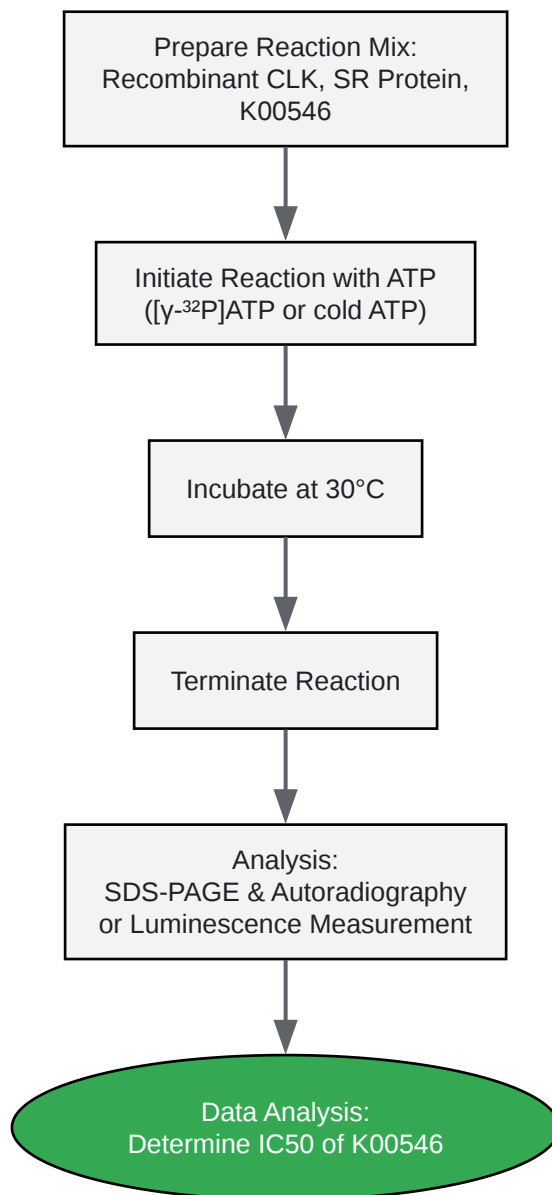 Prepare Reaction Mix:
Recombinant CLK, SR Protein,
K00546
Initiate Reaction with ATP
([γ-³²P]ATP or cold ATP)
Incubate at 30°C
Terminate Reaction
Analysis:
SDS-PAGE & Autoradiography
or Luminescence Measurement
Data Analysis:
Determine IC50 of K00546